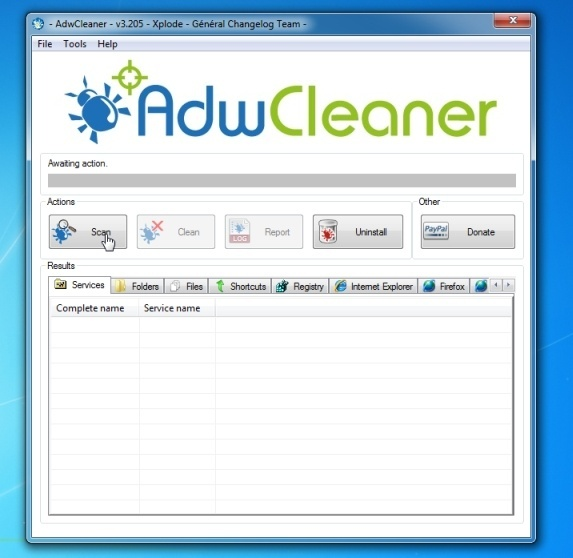 - AdwCleaner - v3.205 - Xplode - Général Changelog Team -
File Tools Help
AdwCleaner
Awaiting action.
Actions
Other
Scan
Clean
LOG
Report
Uninstall
PayPal
Donate
Results
Services Folders Files Shortcuts Registry Internet Explorer Firefox
Complete name Service name